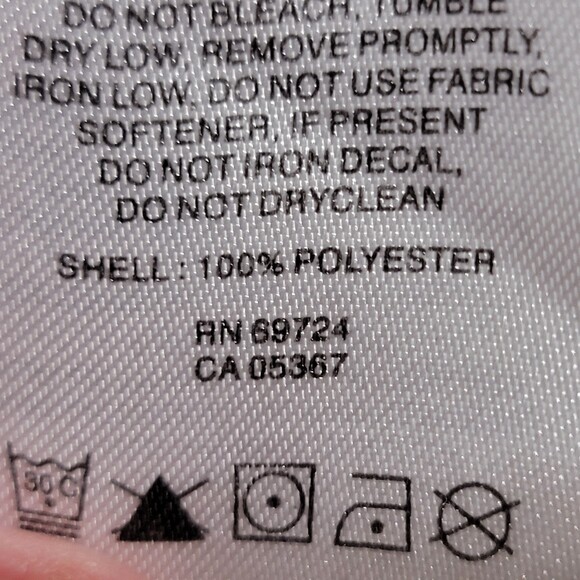 DO NOT BLEACH, TUMBLE
DRY LOW, REMOVE PROMPTLY,
IRON LOW, DO NOT USE FABRIC
SOFTENER, IF PRESENT
DO NOT IRON DECAL,
DO NOT DRYCLEAN
SHELL : 100% POLYESTER
RN 69724
CA 05367
30 C